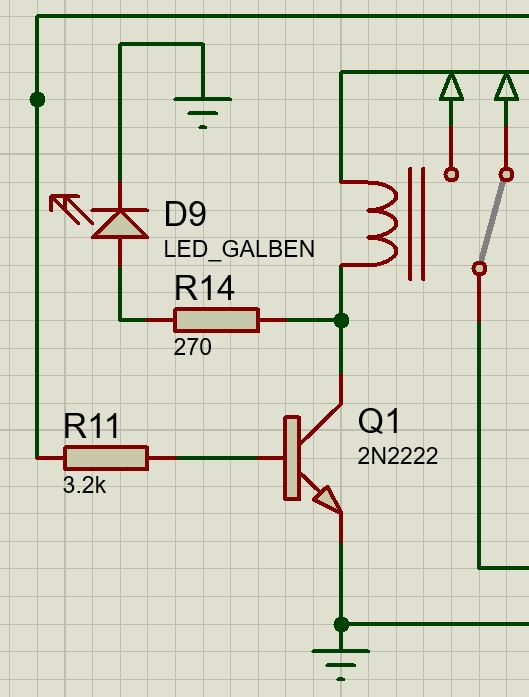 D9
LED_GALBEN
R14
270
R11
3.2k
Q1
2N2222